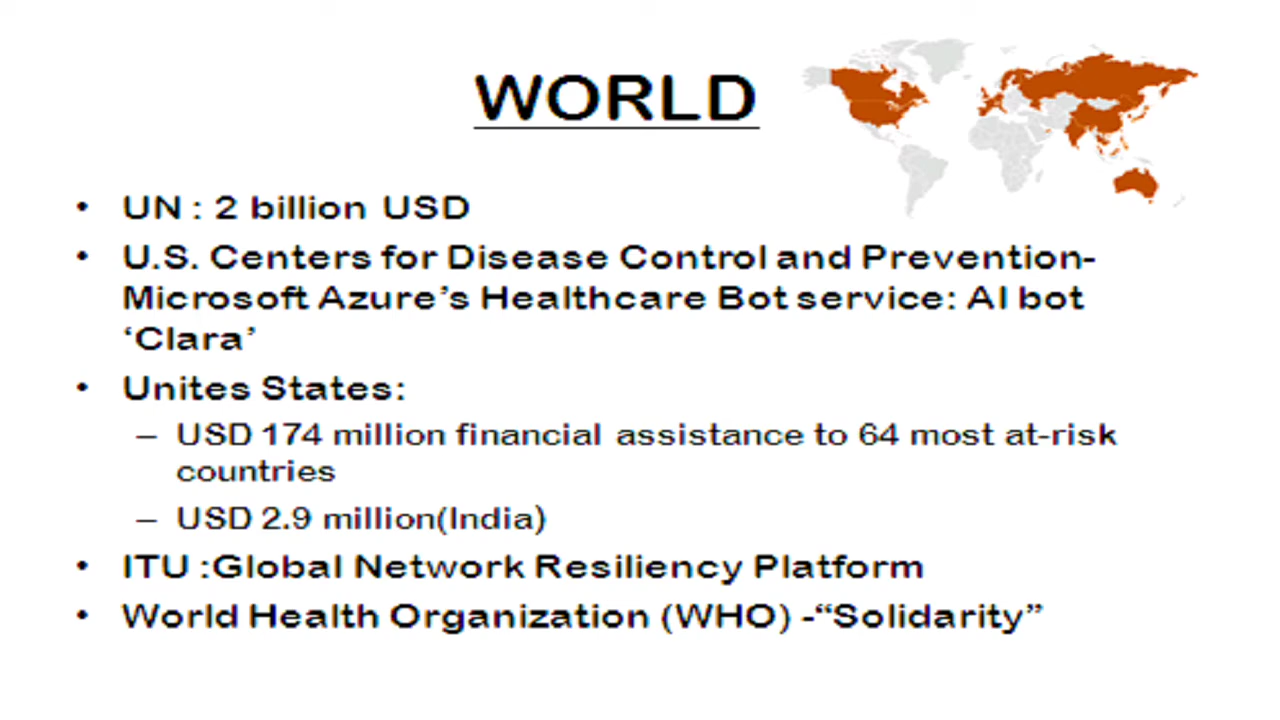 WORLD
• UN : 2 billion USD
• U.S. Centers for Disease Control and Prevention-
Microsoft Azure's Healthcare Bot service: AI bot
‘Clara’
• Unites States:
– USD 174 million financial assistance to 64 most at-risk
countries
– USD 2.9 million(India)
• ITU :Global Network Resiliency Platform
• World Health Organization (WHO) -“Solidarity”